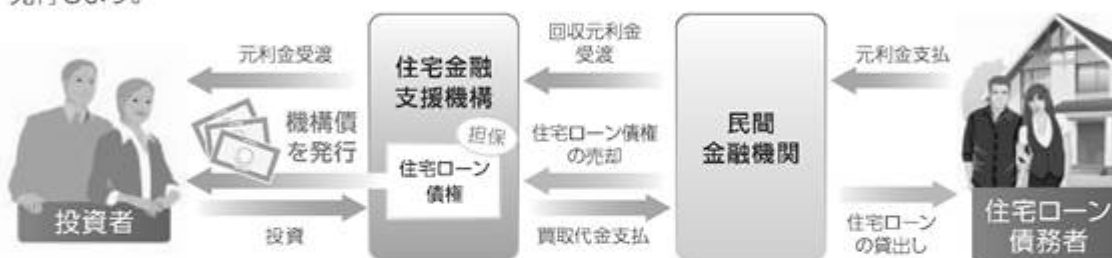 元利金受渡
機構債
を発行
投資者
投資
住宅金融
支援機構
担保
住宅ローン
債権
回収元利金
受渡
住宅ローン債権
の売却
買取代金支払
民間
金融機関
元利金支払
住宅ローン
の貸出し
住宅ローン
債務者